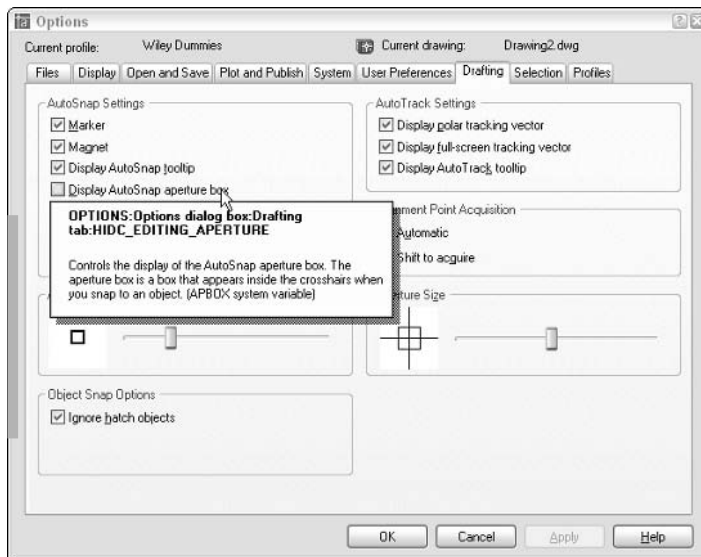 Options
Current profile: Wiley Dummies Current drawing: Drawing2.dwg
Files Display Open and Save Plot and Publish System User Preferences Drafting Selection Profiles
AutoSnap Settings
Marker
Magnet
Display AutoSnap tooltip
Display AutoSnap aperture box
OPTIONS:Options dialog box:Drafting
tab:HIDC_EDITING_APERTURE
Controls the display of the AutoSnap aperture box. The
aperture box is a box that appears inside the crosshairs when
you snap to an object. (APBOX system variable)
AutoTrack Settings
Display polar tracking vector
Display full-screen tracking vector
Display AutoTrack tooltip
nment Point Acquisition
Automatic
Shift to acquire
A
erture Size
Object Snap Options
Ignore hatch objects
OK Cancel Apply Help